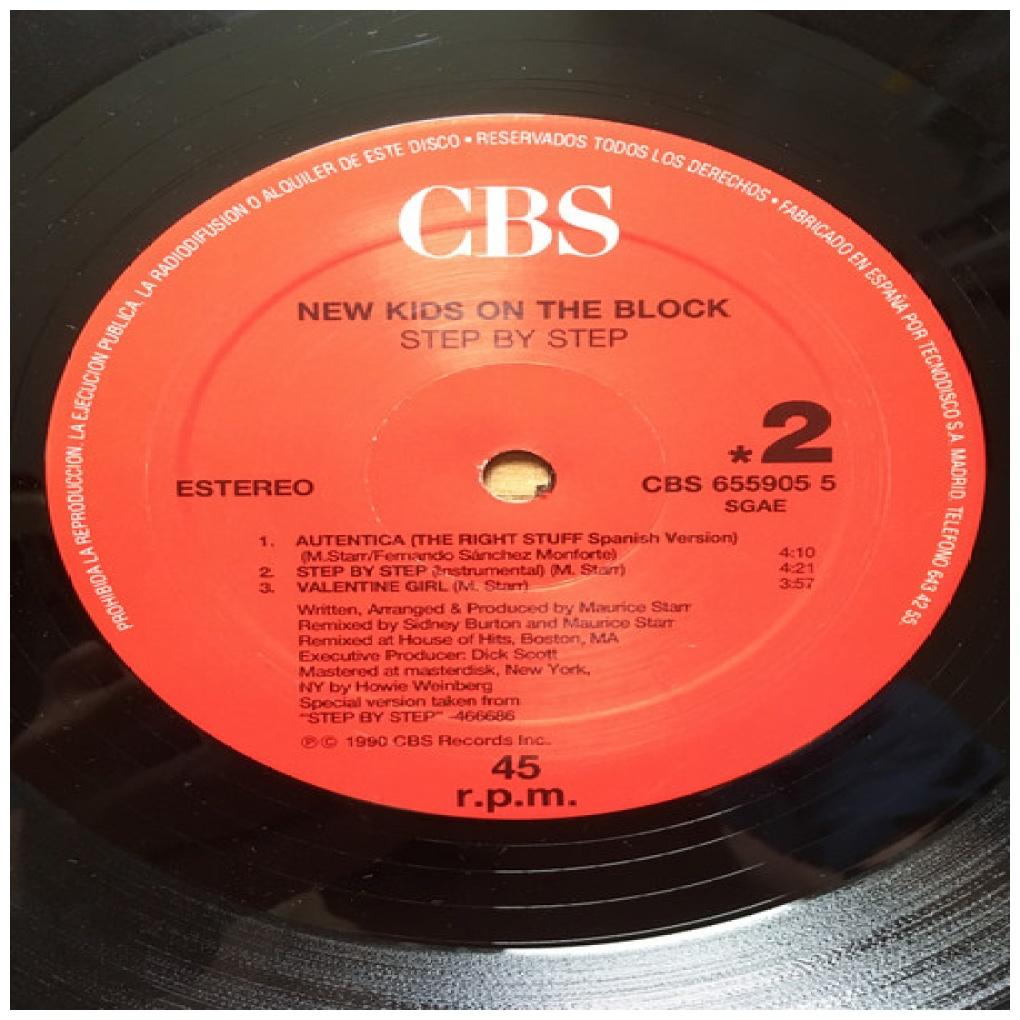 PROHIBIDA LA REPRODUCCION. LA EJECUCION PUBLICA. LA RADIODIFUSION O ALQUILER DE ESTE DISCO • RESERVADOS TODOS LOS DERECHOS • FABRICADO EN ESPAÑA POR TECNODISCO S.A. MADRID. TELEFONO 643 42 55.
CBS
NEW KIDS ON THE BLOCK
STEP BY STEP
*2
ESTEREO CBS 655905 5
SGAE
1. AUTENTICA (THE RIGHT STUFF Spanish Version)
(M.Starr/Fernando Sánchez Monforte) 4:10
2. STEP BY STEP (Instrumental) (M. Starr) 4:21
3. VALENTINE GIRL (M. Starr) 3:57
Written, Arranged & Produced by Maurice Starr
Remixed by Sidney Burton and Maurice Starr
Remixed at House of Hits, Boston, MA
Executive Producer: Dick Scott
Mastered at masterdisk, New York,
NY by Howie Weinberg
Special version taken from
"STEP BY STEP" -466686
℗© 1990 CBS Records Inc.
45
r.p.m.